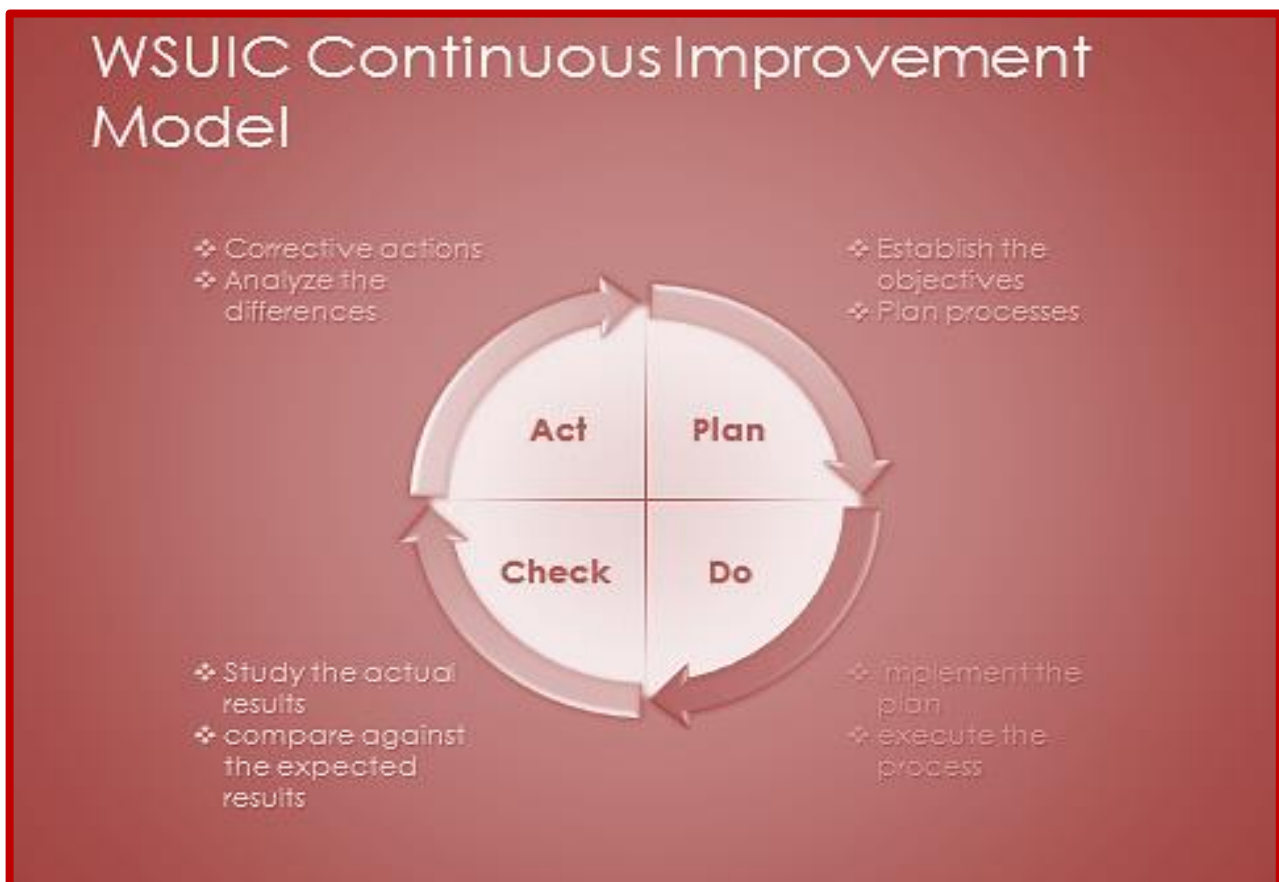 WSUIC Continuous Improvement
Model
❖ Corrective actions
❖ Analyze the
differences
❖ Establish the
objectives
❖ Plan processes
Act
Plan
Check
Do
❖ Study the actual
results
❖ compare against
the expected
results
❖ Implement the
plan
❖ execute the
process